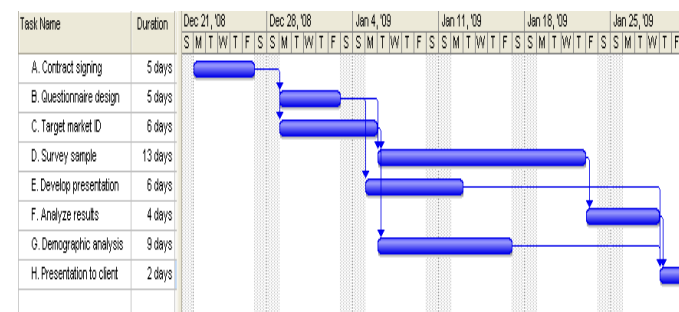 Task Name Duration Dec 21, '08 Dec 28, '08 Jan 4, '09 Jan 11, '09 Jan 18, '09 Jan 25, '09
S M T W T F S S M T W T F S S M T W T F S S M T W T F S S M T W T F S S M T W T F
A. Contract signing 5 days
B. Questionnaire design 5 days
C. Target market ID 6 days
D. Survey sample 13 days
E. Develop presentation 6 days
F. Analyze results 4 days
G. Demographic analysis 9 days
H. Presentation to client 2 days